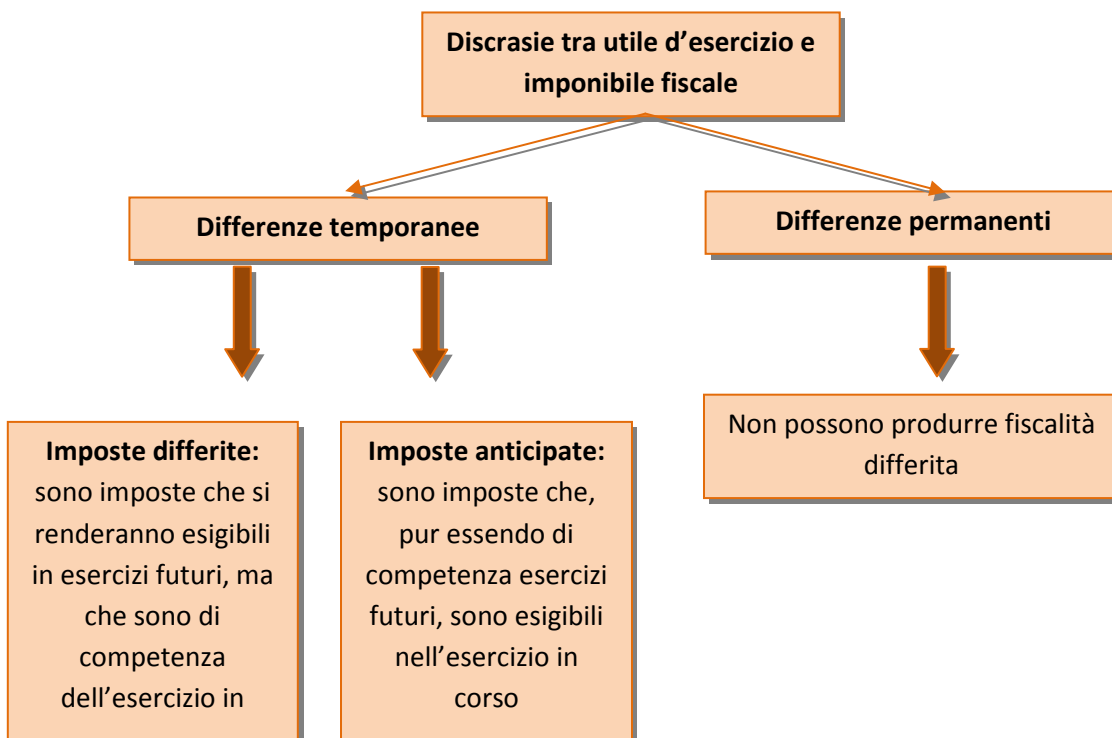 Discrasie tra utile d’esercizio e
imponibile fiscale
Differenze temporanee
Differenze permanenti
Imposte differite:
sono imposte che si
renderanno esigibili
in esercizi futuri, ma
che sono di
competenza
dell’esercizio in
Imposte anticipate:
sono imposte che,
pur essendo di
competenza esercizi
futuri, sono esigibili
nell’esercizio in
corso
Non possono produrre fiscalità
differita